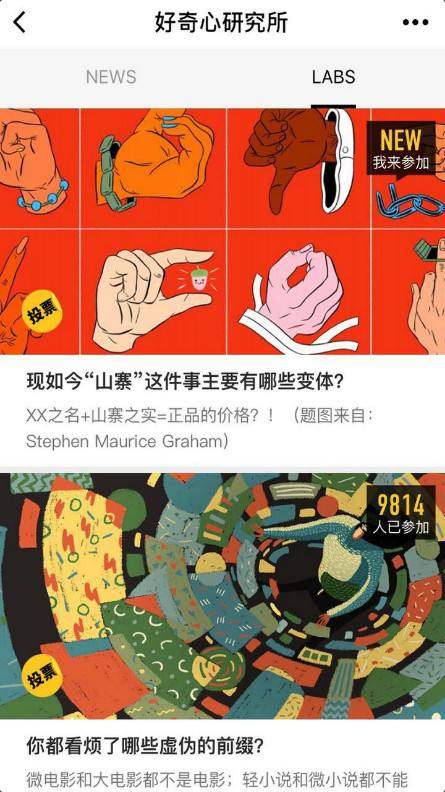 好奇心研究所
NEWS
LABS
NEW
我来参加
投票
现如今“山寨”这件事主要有哪些变体？
XX之名+山寨之实=正品的价格？！（题图来自：
Stephen Maurice Graham）
9814
人已参加
投票
你都看烦了哪些虚伪的前缀？
微电影和大电影都不是电影；轻小说和微小说都不能